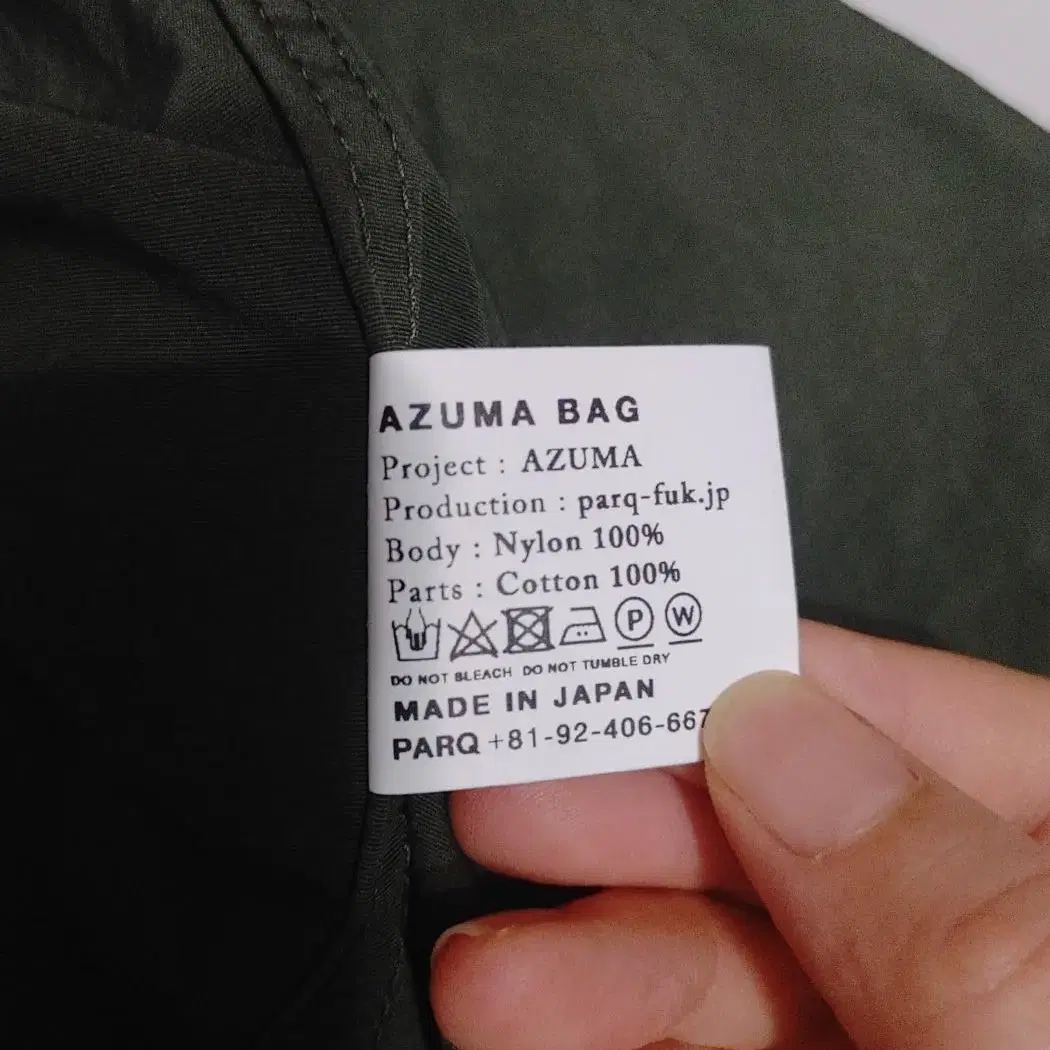 AZUMA BAG
Project : AZUMA
Production : parq-fuk.jp
Body : Nylon 100%
Parts : Cotton 100%
P W
DO NOT BLEACH DO NOT TUMBLE DRY
MADE IN JAPAN
PARQ +81-92-406-667